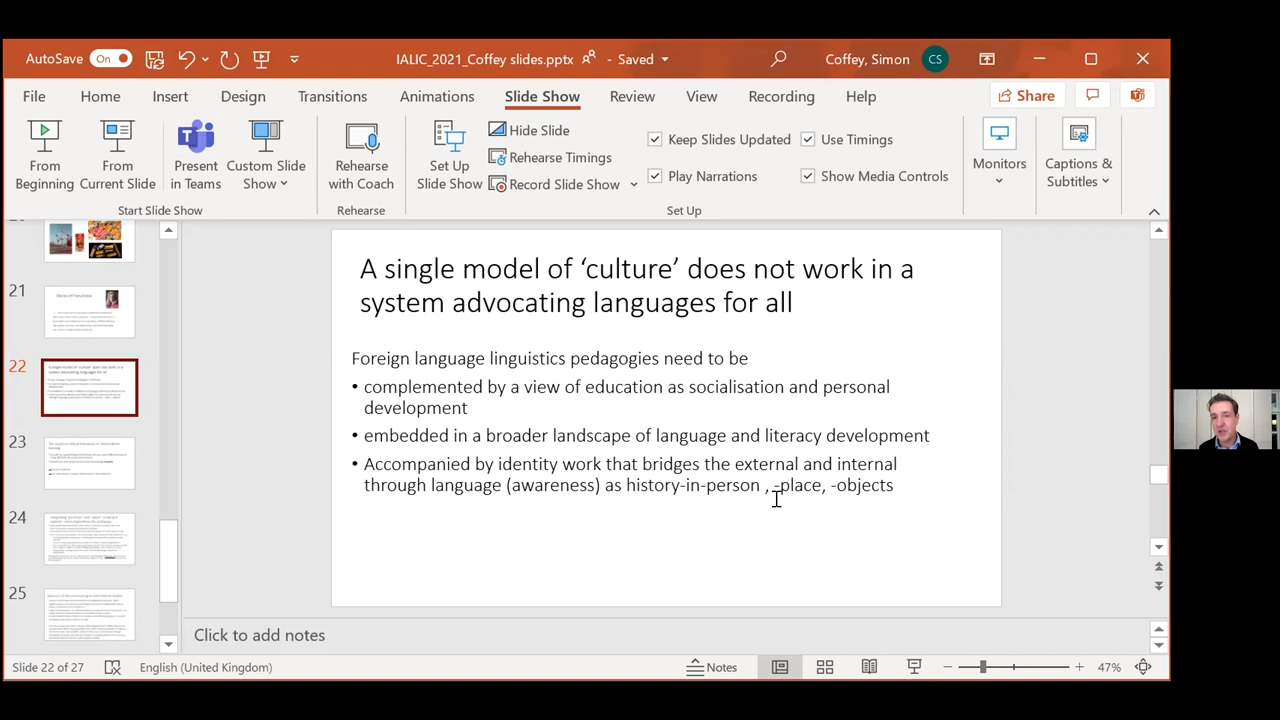 AutoSave On IALIC_2021_Coffey slides.pptx - Saved Coffey, Simon CS
File Home Insert Design Transitions Animations Slide Show Review View Recording Help Share
From Beginning
From Current Slide
Present in Teams
Custom Slide Show
Start Slide Show
Rehearse with Coach
Rehearse
Set Up Slide Show
Hide Slide
Rehearse Timings
Record Slide Show
Keep Slides Updated
Play Narrations
Use Timings
Show Media Controls
Set Up
Monitors
Captions & Subtitles
21
22
23
24
25
A single model of ‘culture’ does not work in a
system advocating languages for all
Foreign language linguistics pedagogies need to be
• complemented by a view of education as socialisation and personal
development
• embedded in a broader landscape of language and literacy development
• Accompanied by identity work that bridges the external and internal
through language (awareness) as history-in-person , -place, -objects
Click to add notes
Slide 22 of 27 English (United Kingdom) Notes 47%